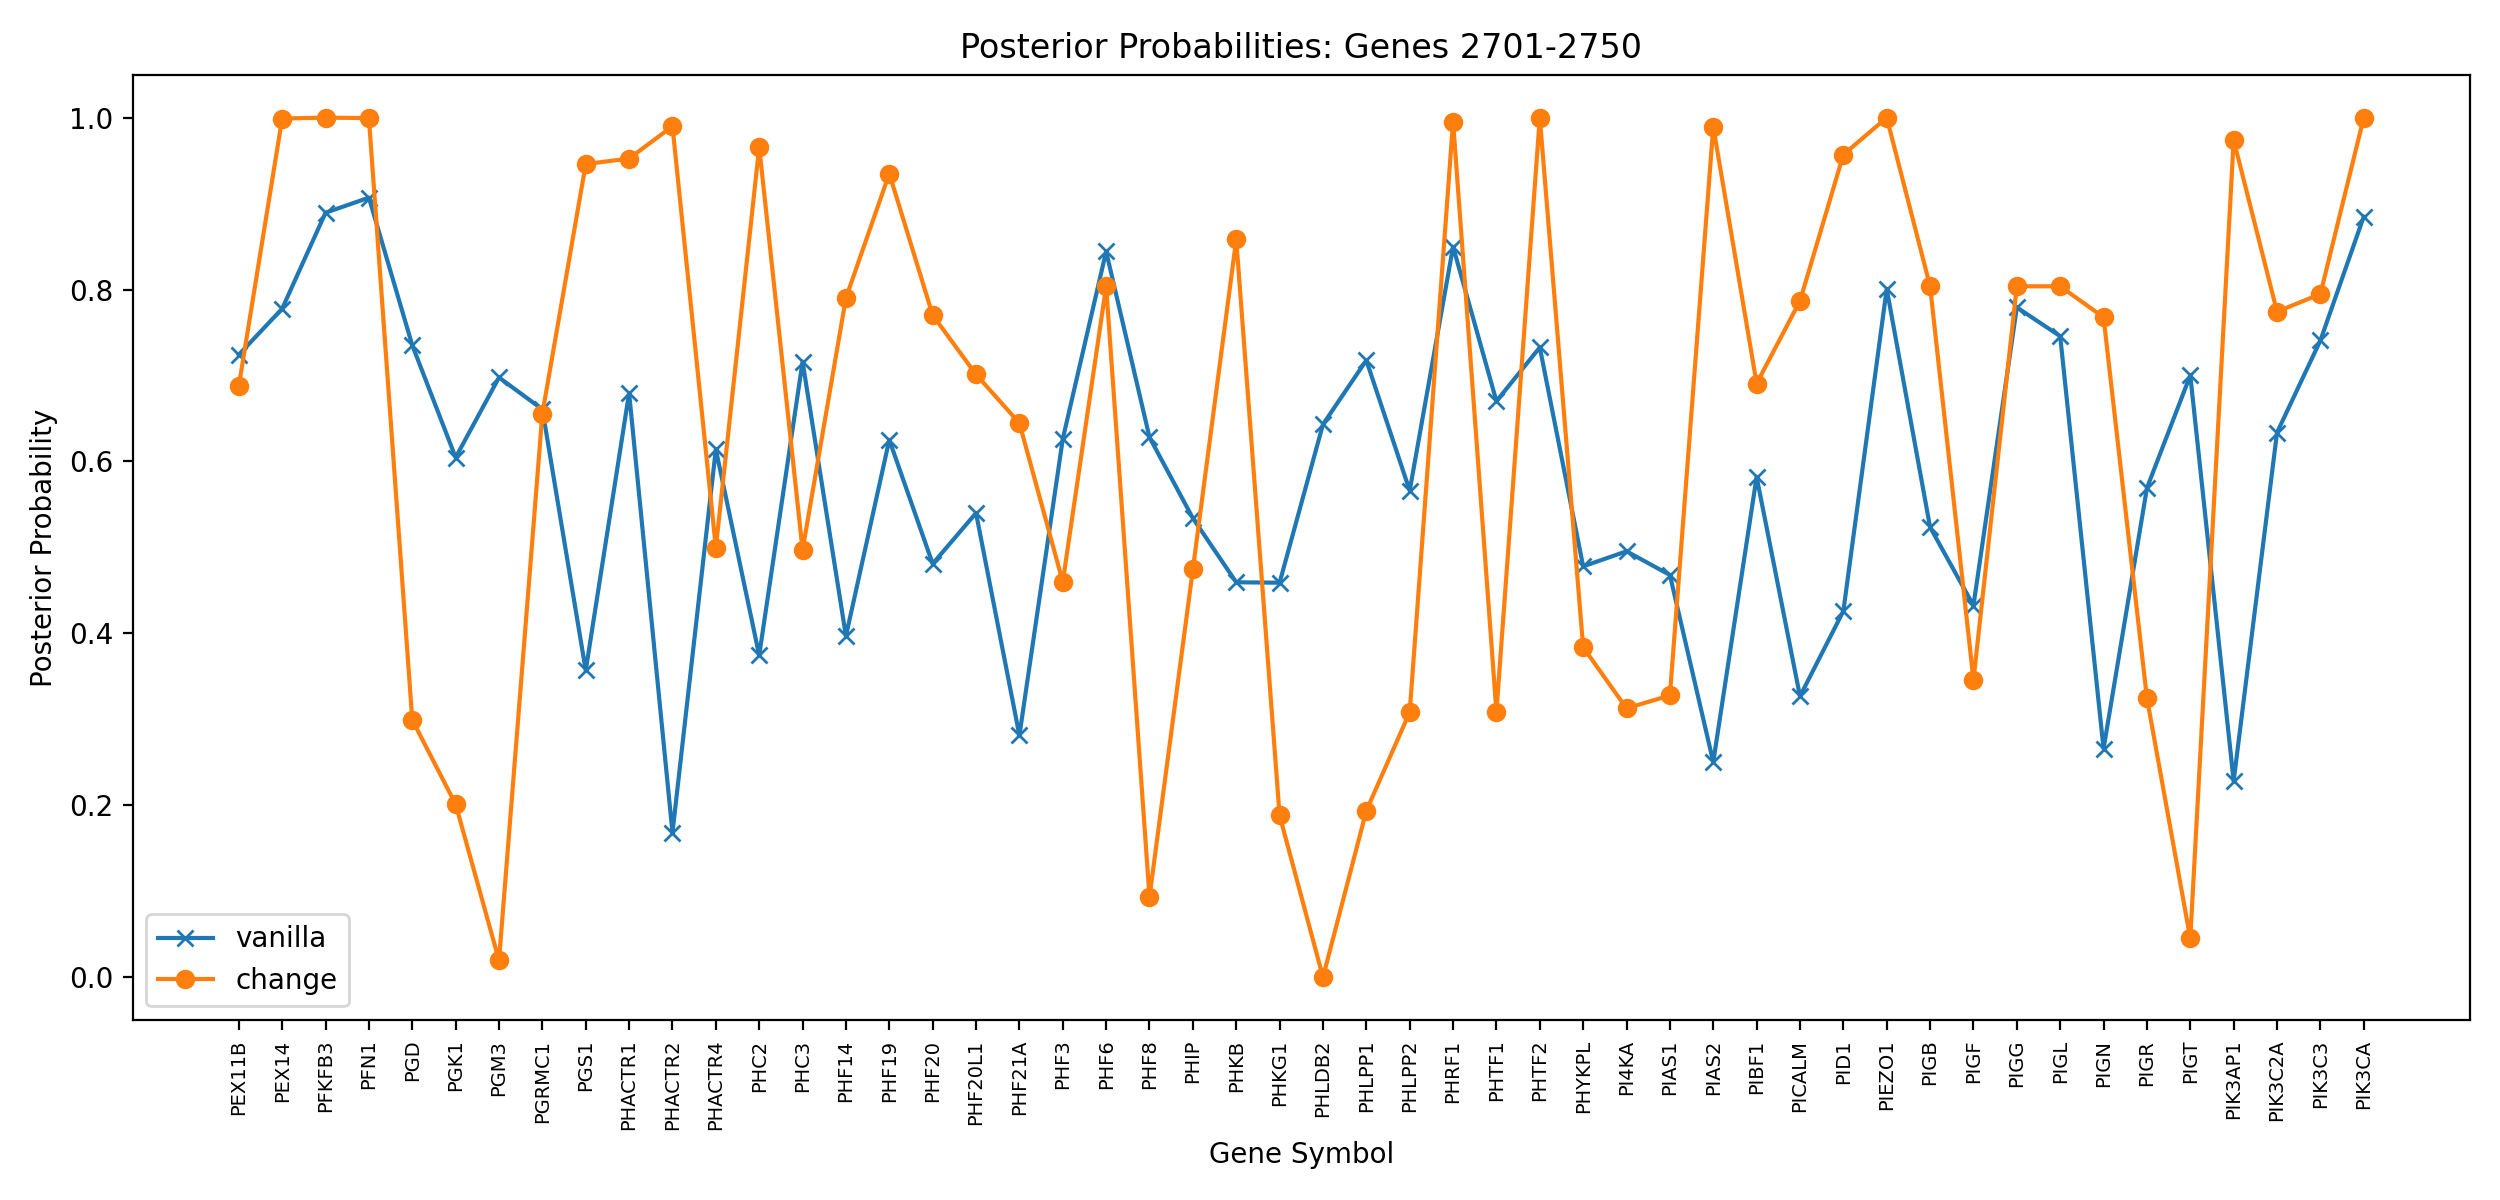 Posterior Probabilities: Genes 2701-2750
Posterior Probability
1.0
0.8
0.6
0.4
0.2
0.0
vanilla
change
PEX11B
PEX14
PFKFB3
PFN1
PGD
PGK1
PGM3
PGRMC1
PGS1
PHACTR1
PHACTR2
PHACTR4
PHC2
PHC3
PHF14
PHF19
PHF20
PHF20L1
PHF21A
PHF3
PHF6
PHF8
PHIP
PHKB
PHKG1
PHLDB2
PHLPP1
PHLPP2
PHRF1
PHTF1
PHTF2
PHYKPL
PI4KA
PIAS1
PIAS2
PIBF1
PICALM
PID1
PIEZO1
PIGB
PIGF
PIGG
PIGL
PIGN
PIGR
PIGT
PIK3AP1
PIK3C2A
PIK3C3
PIK3CA
Gene Symbol